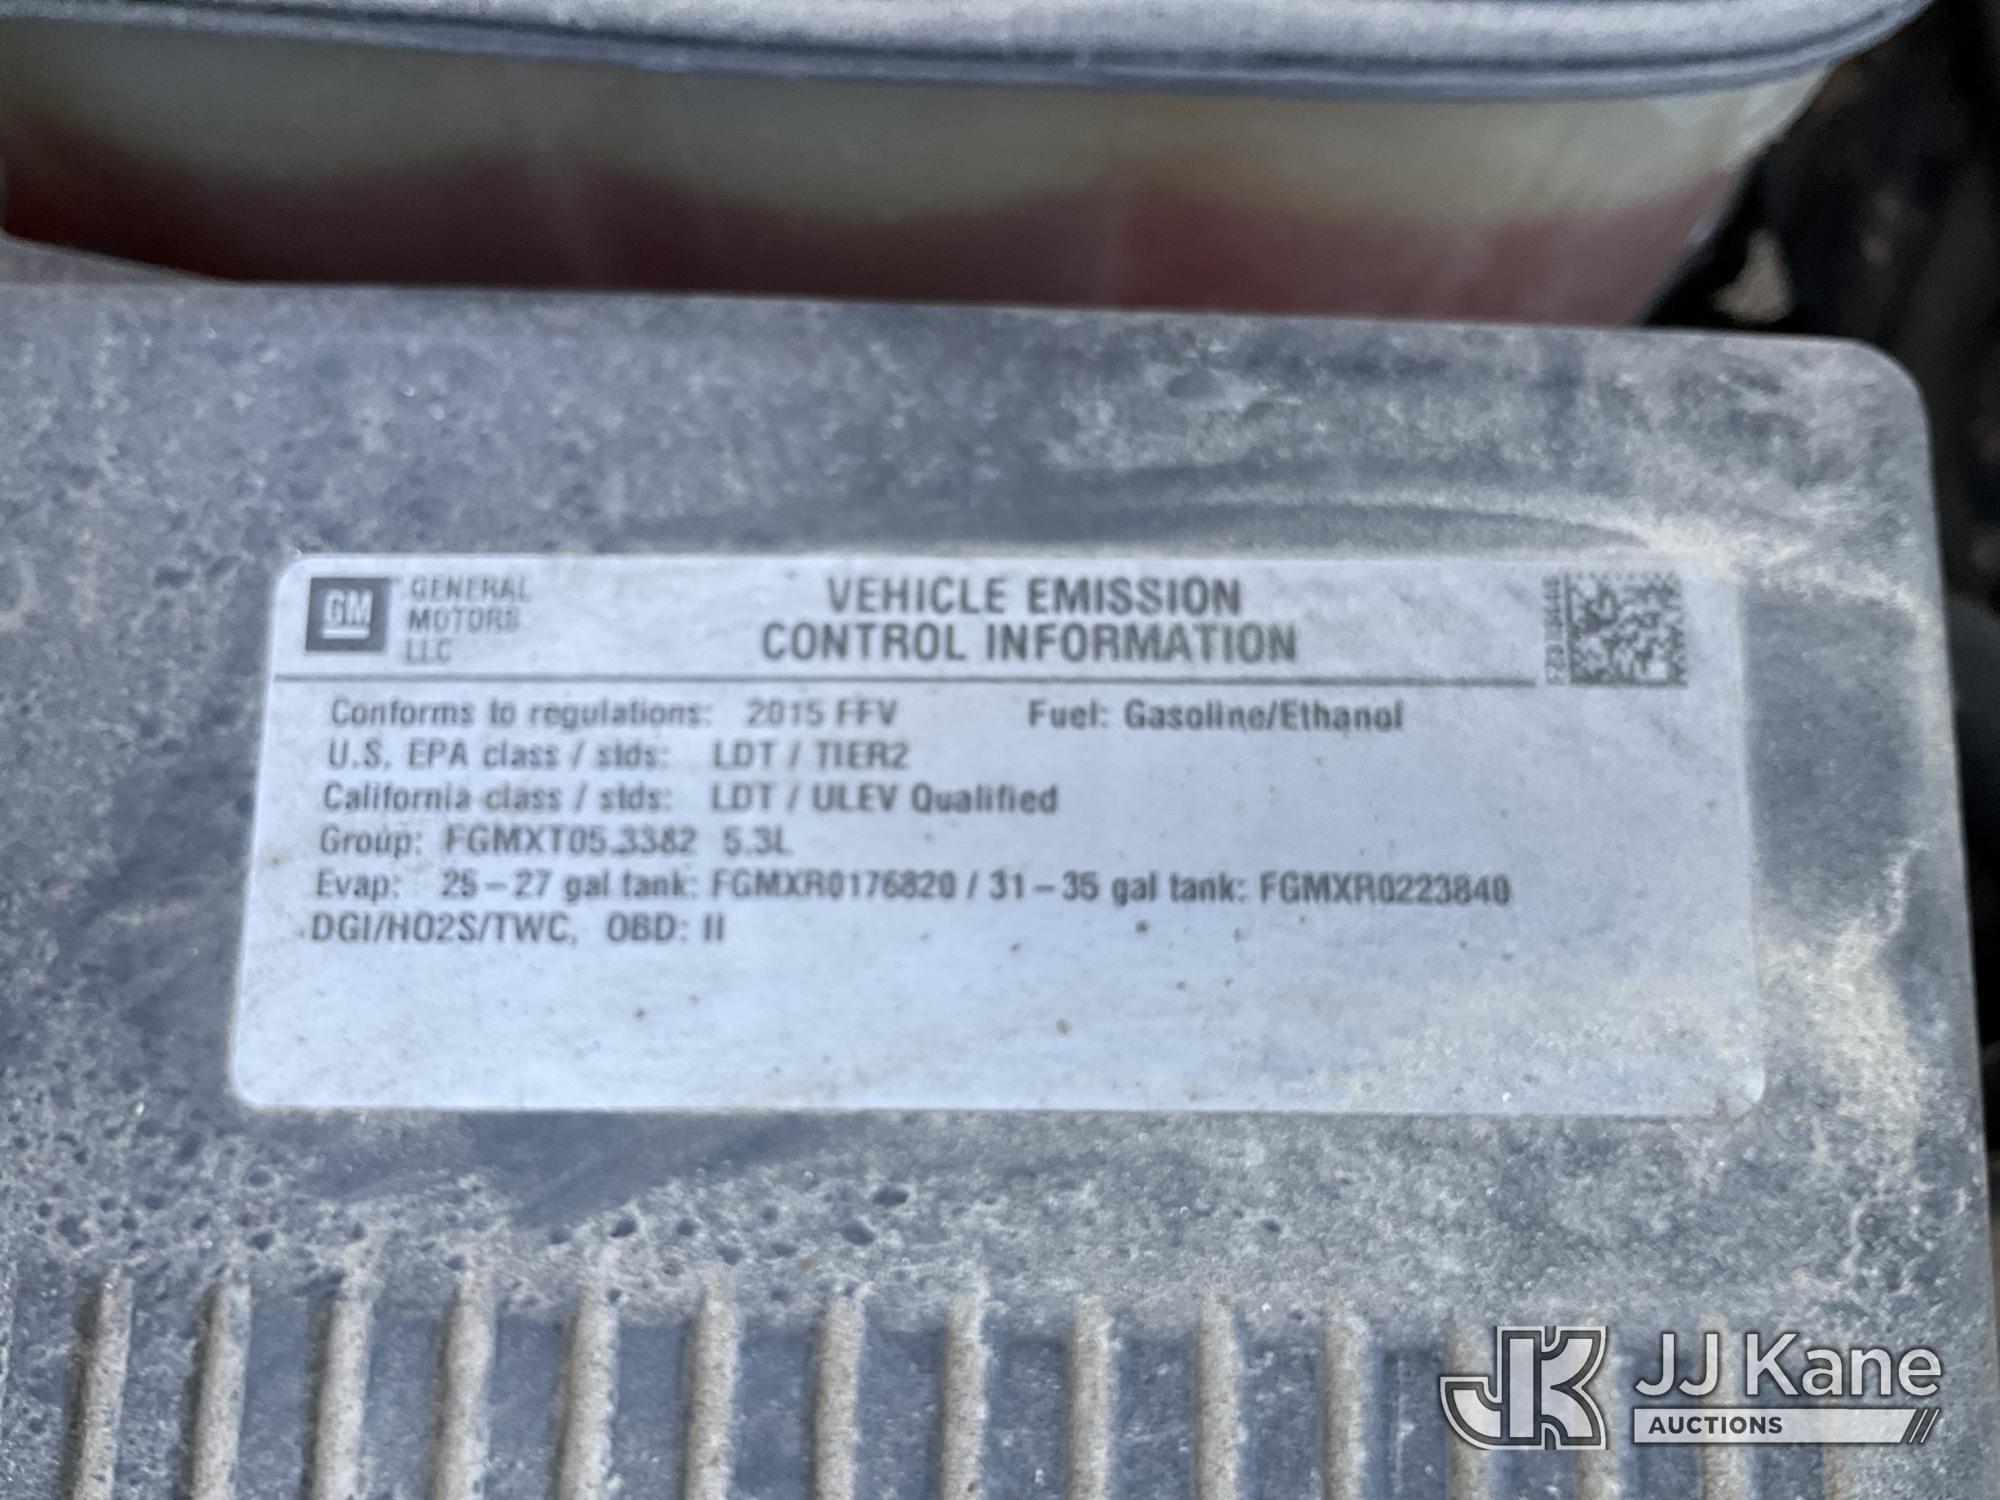 GM GENERAL
MOTORS
LLC
VEHICLE EMISSION
CONTROL INFORMATION
Conforms to regulations: 2015 FFV Fuel: Gasoline/Ethanol
U.S. EPA class / stds: LDT / TIER2
California class / stds: LDT / ULEV Qualified
Group: FGMXT05.3382 5.3L
Evap: 25 – 27 gal tank: FGMXR0176820 / 31 – 35 gal tank: FGMXR0223840
DGI/HO2S/TWC, OBD: II
JK JJ Kane
AUCTIONS